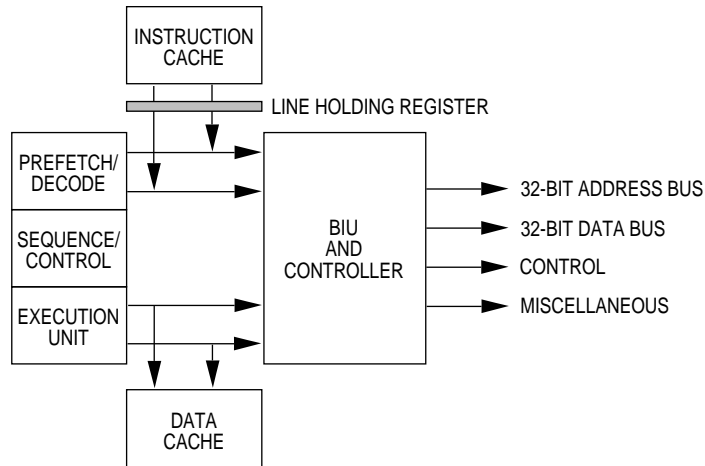 INSTRUCTION
CACHE
LINE HOLDING REGISTER
PREFETCH/
DECODE
SEQUENCE/
CONTROL
EXECUTION
UNIT
BIU
AND
CONTROLLER
32-BIT ADDRESS BUS
32-BIT DATA BUS
CONTROL
MISCELLANEOUS
DATA
CACHE